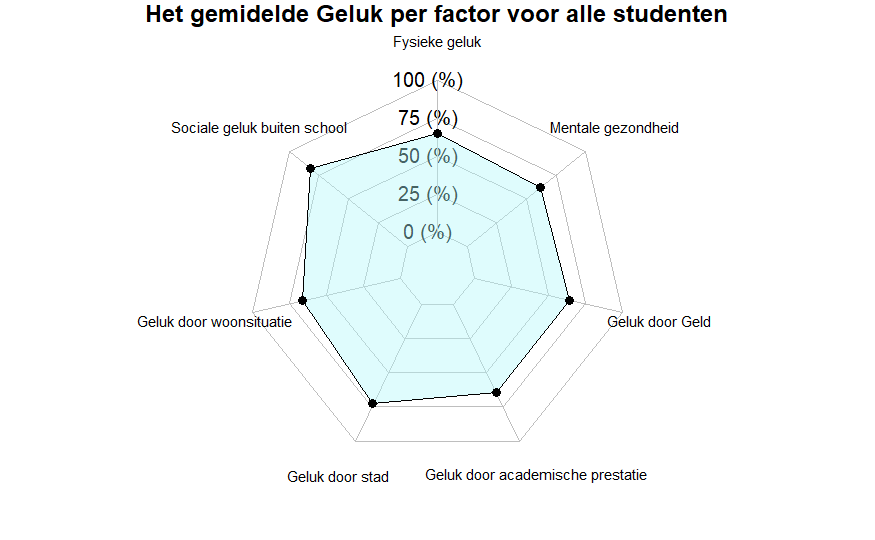 Het gemidelde Geluk per factor voor alle studenten
Fysieke geluk
100 (%)
75 (%)
Sociale geluk buiten school
Mentale gezondheid
50 (%)
25 (%)
0 (%)
Geluk door woonsituatie
Geluk door Geld
Geluk door stad
Geluk door academische prestatie